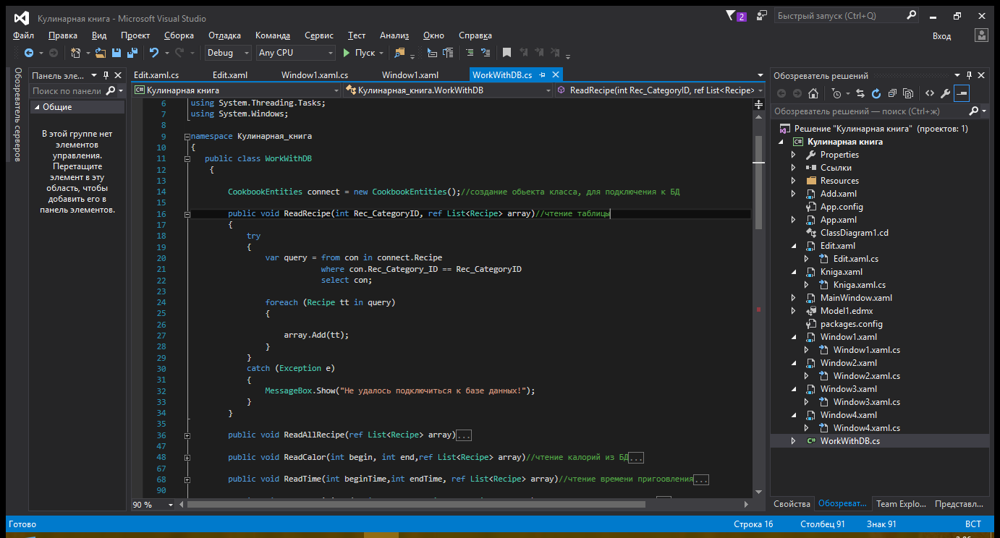 Кулинарная книга - Microsoft Visual Studio
2
Быстрый запуск (Ctrl+Q)
Файл Правка Вид Проект Сборка Отладка Команда Сервис Тест Анализ Окно Справка
Вход
Debug Any CPU Пуск
Обозреватель серверов
Панель эле...
Поиск по панели
Общие
В этой группе нет
элементов
управления.
Перетащите
элемент в эту
область, чтобы
добавить его в
панель элементов.
Edit.xaml.cs Edit.xaml Window1.xaml.cs Window1.xaml WorkWithDB.cs
Кулинарная книга Кулинарная_книга.WorkWithDB ReadRecipe(int Rec_CategoryID, ref List<Recipe>
6 using System.Threading.Tasks;
7 using System.Windows;
8
9 namespace Кулинарная_книга
10 {
11 public class WorkWithDB
12 {
13
14 CookbookEntities connect = new CookbookEntities();//создание обьекта класса, для подключения к БД
15
16 public void ReadRecipe(int Rec_CategoryID, ref List<Recipe> array)//чтение таблицы
17 {
18 try
19 {
20 var query = from con in connect.Recipe
21 where con.Rec_Category_ID == Rec_CategoryID
22 select con;
23
24 foreach (Recipe tt in query)
25 {
26
27 array.Add(tt);
28 }
29 }
30 catch (Exception e)
31 {
32 MessageBox.Show("Не удалось подключиться к базе данных!");
33 }
34 }
35
36 public void ReadAllRecipe(ref List<Recipe> array)...
47
48 public void ReadCalor(int begin, int end,ref List<Recipe> array)//чтение калорий из БД...
67
68 public void ReadTime(int beginTime,int endTime, ref List<Recipe> array)//чтение времени пригоовления...
90
90 %
Обозреватель решений
Обозреватель решений — поиск (Ctrl+ж)
Решение "Кулинарная книга" (проектов: 1)
Кулинарная книга
Properties
Ссылки
Resources
Add.xaml
App.config
App.xaml
ClassDiagram1.cd
Edit.xaml
Edit.xaml.cs
Kniga.xaml
Kniga.xaml.cs
MainWindow.xaml
Model1.edmx
packages.config
Window1.xaml
Window1.xaml.cs
Window2.xaml
Window2.xaml.cs
Window3.xaml
Window3.xaml.cs
Window4.xaml
Window4.xaml.cs
WorkWithDB.cs
Свойства Обозреват... Team Explo... Представл...
Готово Строка 16 Столбец 91 Знак 91 ВСТ